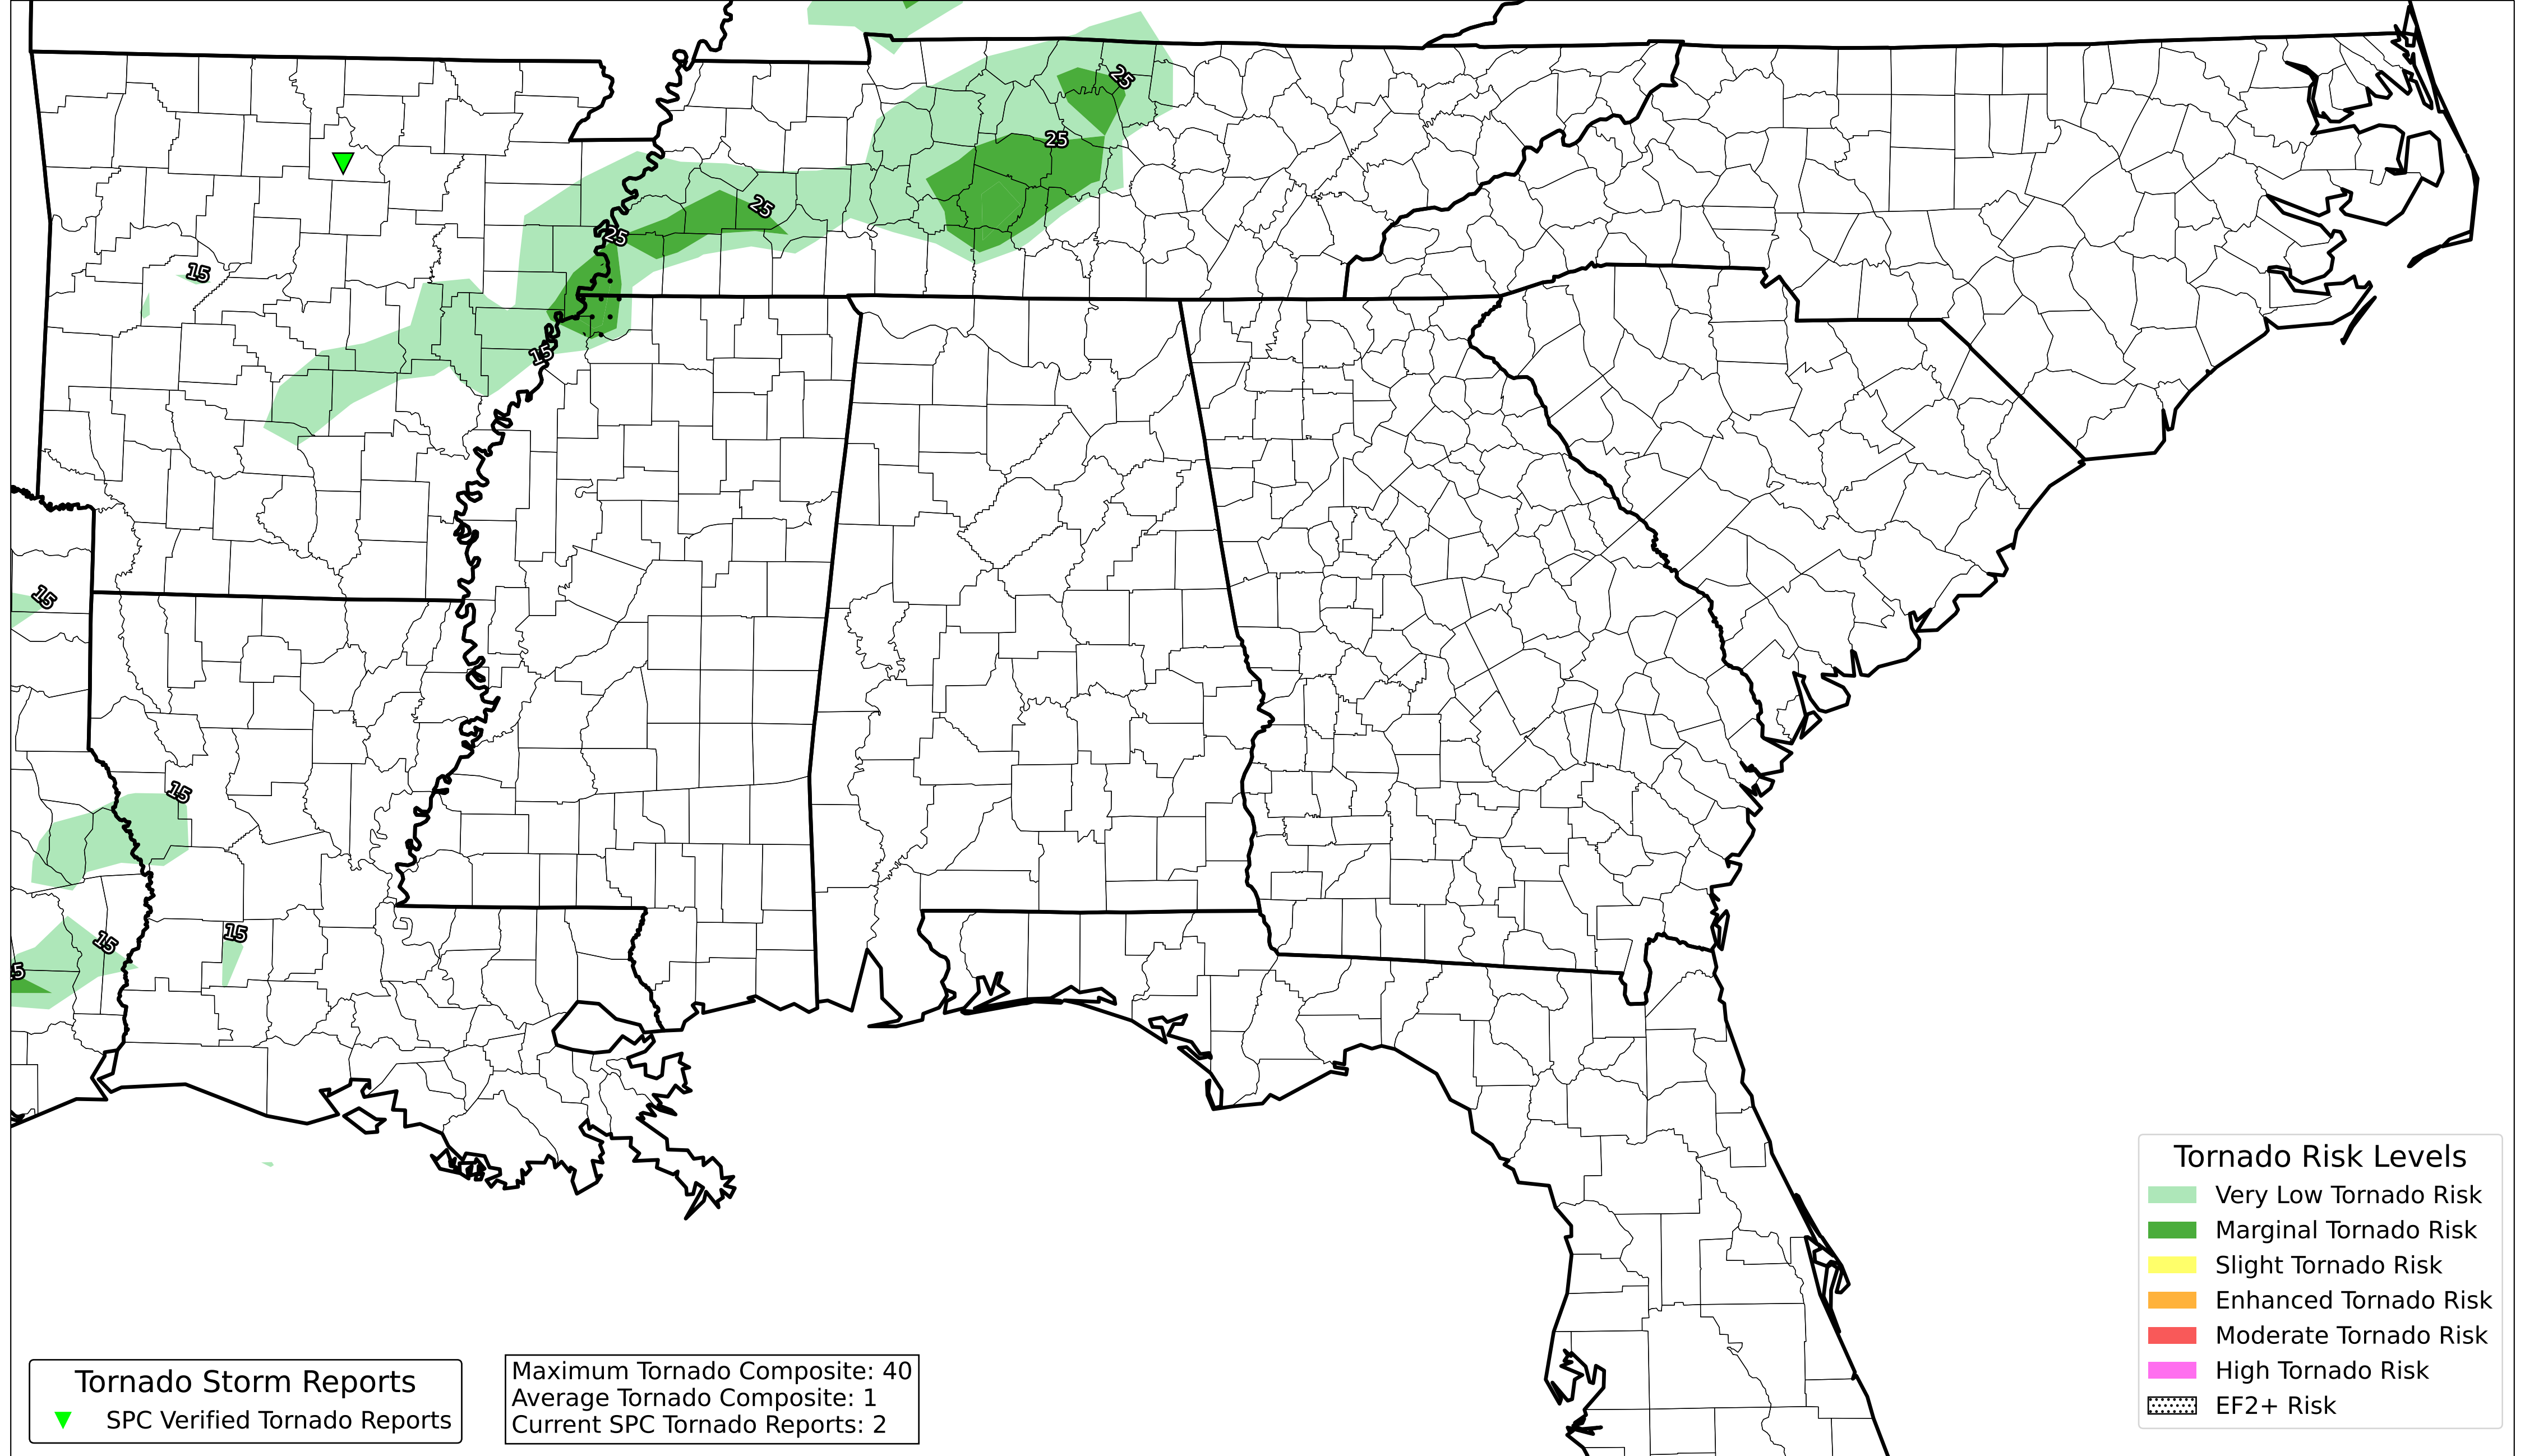 25
25
25
25
15
15
15
15
15
15
5
Tornado Risk Levels
Very Low Tornado Risk
Marginal Tornado Risk
Slight Tornado Risk
Enhanced Tornado Risk
Moderate Tornado Risk
High Tornado Risk
EF2+ Risk
Tornado Storm Reports
SPC Verified Tornado Reports
Maximum Tornado Composite: 40
Average Tornado Composite: 1
Current SPC Tornado Reports: 2